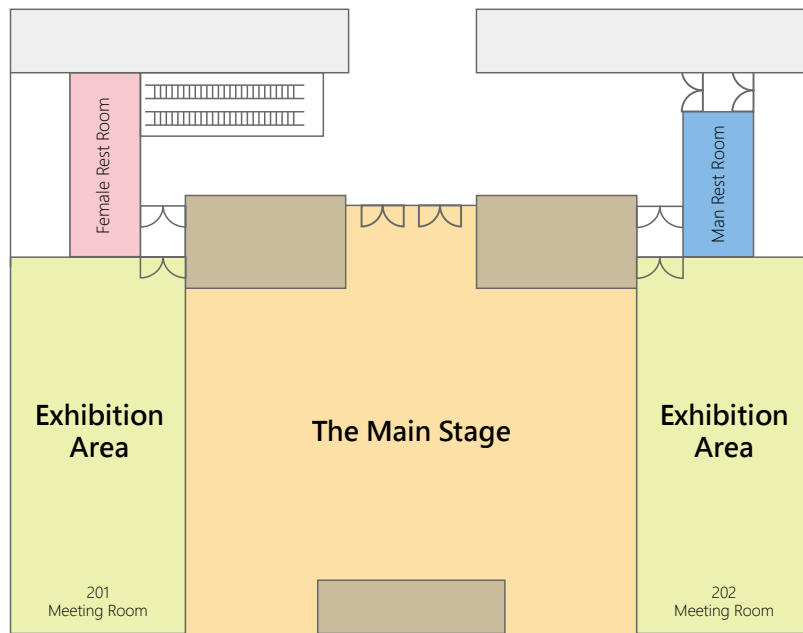 Female Rest Room
Man Rest Room
Exhibition
Area
The Main Stage
Exhibition
Area
201
Meeting Room
202
Meeting Room